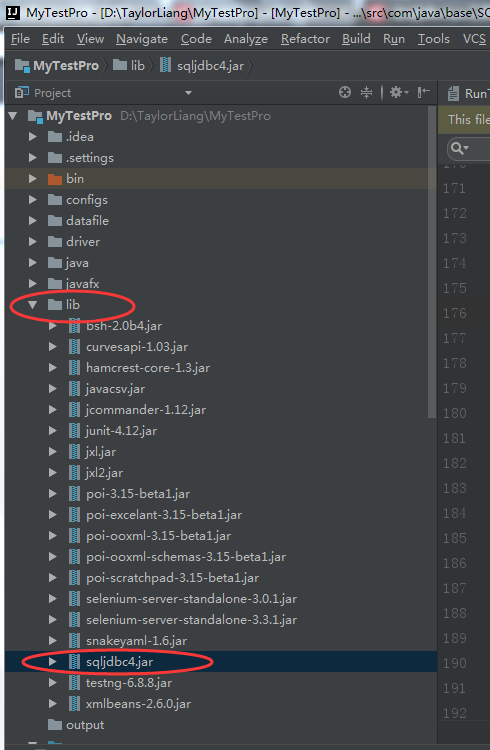 MyTestPro - [D:\TaylorLiang\MyTestPro] - [MyTestPro] - ...\src\com\java\base\SC
File Edit View Navigate Code Analyze Refactor Build Run Tools VCS
MyTestPro lib sqljdbc4.jar
Project
RunT
MyTestPro D:\TaylorLiang\MyTestPro
This file
.idea
.settings
bin
171
configs
172
datafile
173
driver
174
java
175
javafx
lib
176
bsh-2.0b4.jar
177
curvesapi-1.03.jar
178
hamcrest-core-1.3.jar
javacsv.jar
179
jcommander-1.12.jar
180
junit-4.12.jar
181
jxl.jar
182
jxl2.jar
183
poi-3.15-beta1.jar
184
poi-excelant-3.15-beta1.jar
185
poi-ooxml-3.15-beta1.jar
poi-ooxml-schemas-3.15-beta1.jar
186
poi-scratchpad-3.15-beta1.jar
187
selenium-server-standalone-3.0.1.jar
188
selenium-server-standalone-3.3.1.jar
189
snakeyaml-1.6.jar
sqljdbc4.jar
190
testng-6.8.8.jar
191
xmlbeans-2.6.0.jar
192
output